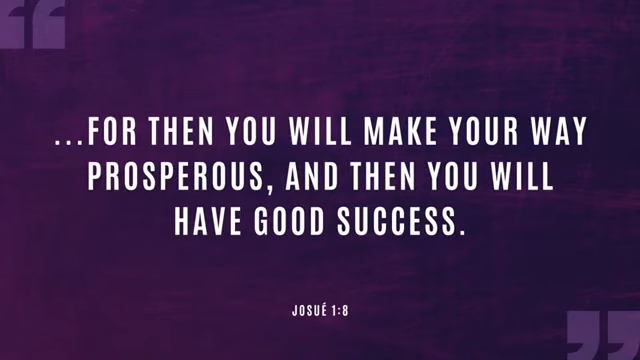 ...FOR THEN YOU WILL MAKE YOUR WAY
PROSPEROUS, AND THEN YOU WILL
HAVE GOOD SUCCESS.
JOSUÉ 1:8